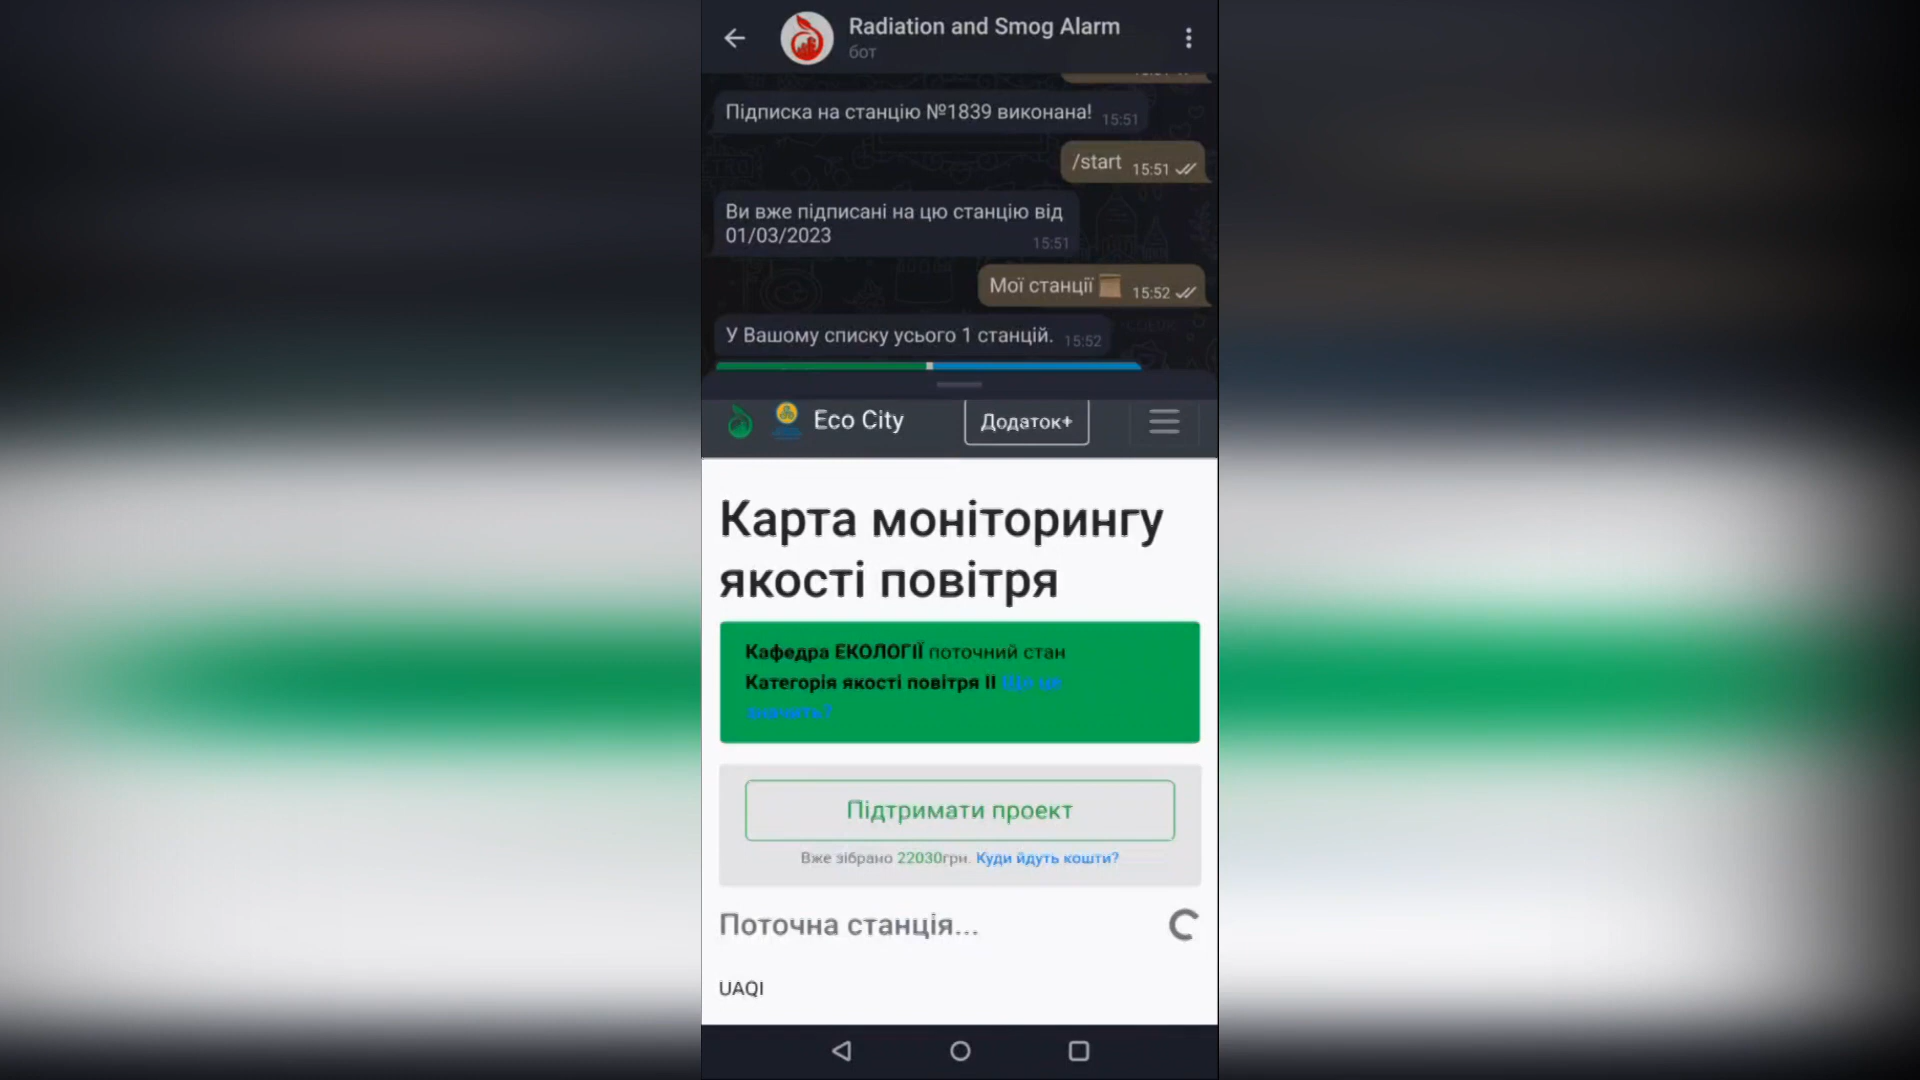 Radiation and Smog Alarm
бот
Підписка на станцію №1839 виконана! 15:51
/start 15:51
Ви вже підписані на цю станцію від
01/03/2023 15:51
Мої станції 15:52
У Вашому списку усього 1 станцій. 15:52
Eco City
Додаток+
Карта моніторингу
якості повітря
Кафедра ЕКОЛОГІЇ поточний стан
Категорія якості повітря II Що це
значить?
Підтримати проект
Вже зібрано 22030грн. Куди йдуть кошти?
Поточна станція...
UAQI